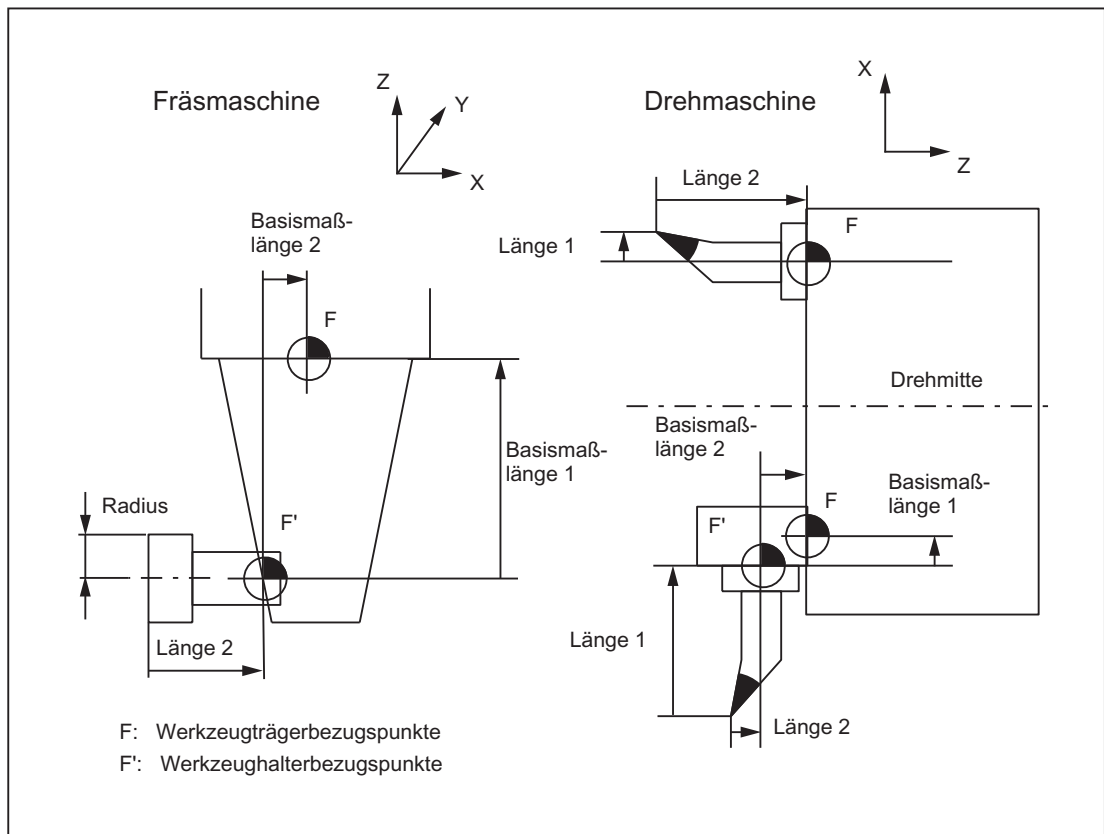 Fräsmaschine
Z
Y
X
Basismaß-
länge 2
F
Basismaß-
länge 1
Radius
F'
Länge 2
F: Werkzeugträgerbezugspunkte
F': Werkzeughalterbezugspunkte
Drehmaschine
X
Z
Länge 2
F
Länge 1
Drehmitte
Basismaß-
länge 2
Basismaß-
länge 1
F
F'
Länge 1
Länge 2